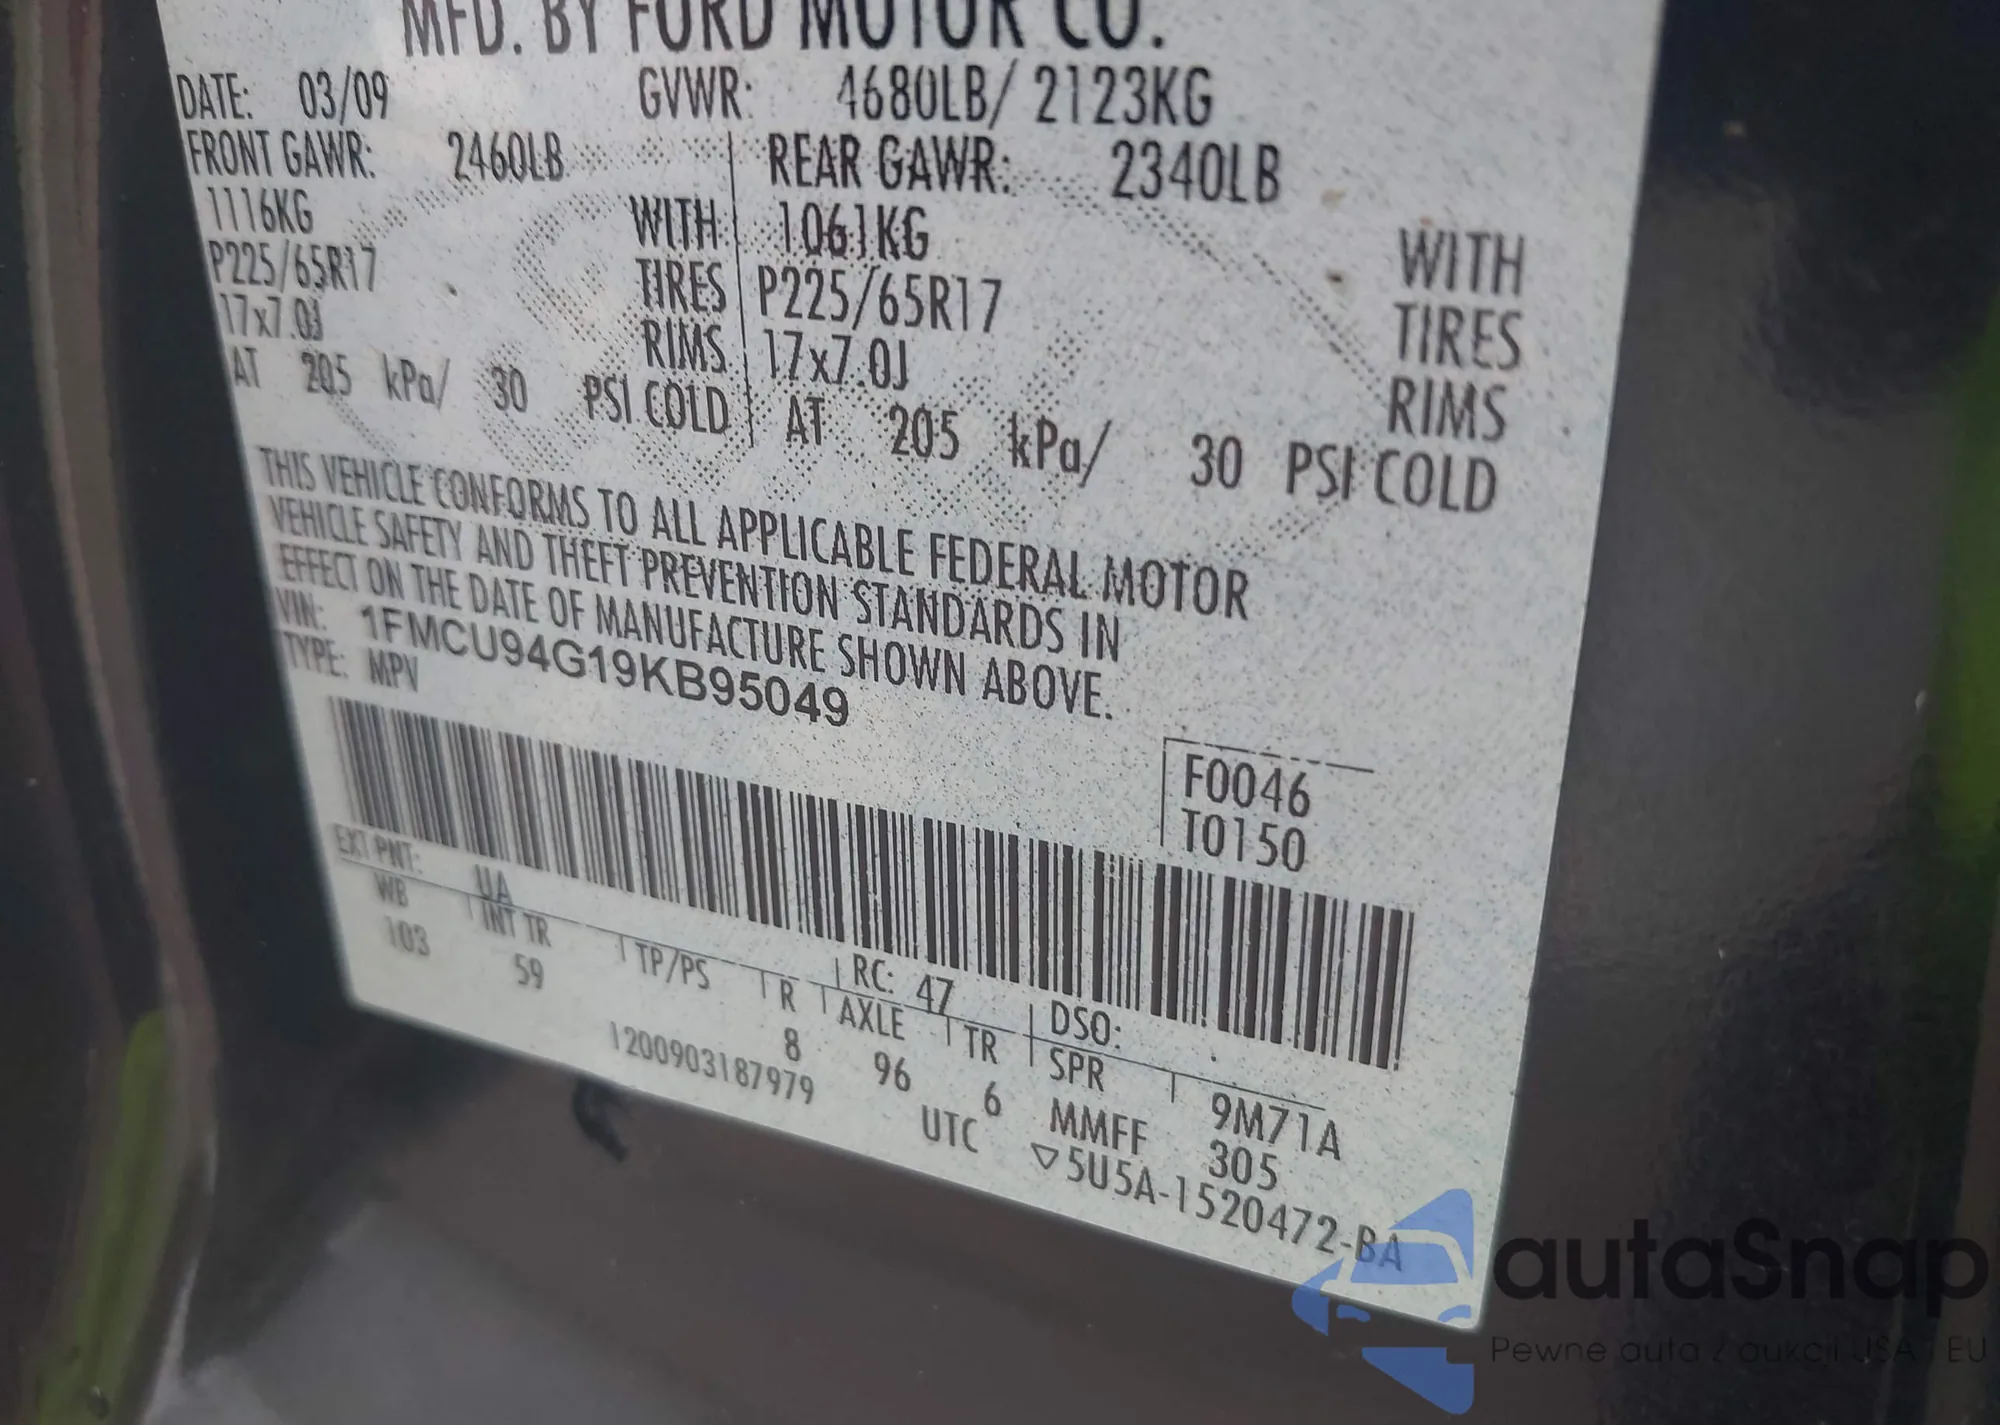 MFD. BY FORD MOTOR CO.
DATE: 03/09 GVWR: 4680LB/ 2123KG
FRONT GAWR: 2460LB REAR GAWR: 2340LB
1116KG WITH 1061KG WITH
P225/65R17 TIRES P225/65R17 TIRES
17x7.0J RIMS 17x7.0J RIMS
AT 205 kPa/ 30 PSI COLD AT 205 kPa/ 30 PSI COLD
THIS VEHICLE CONFORMS TO ALL APPLICABLE FEDERAL MOTOR
VEHICLE SAFETY AND THEFT PREVENTION STANDARDS IN
EFFECT ON THE DATE OF MANUFACTURE SHOWN ABOVE.
VIN: 1FMCU94G19KB95049
TYPE: MPV
F0046
T0150
EXT PNT: UA RC: 47 DSO:
WB INT TR TP/PS R AXLE TR SPR 9M71A
103 59 8 96 6 MMFF 305
1200903187979 UTC ▽5U5A-1520472-BA
autaSnap
Pewne auta z aukcji USA i EU